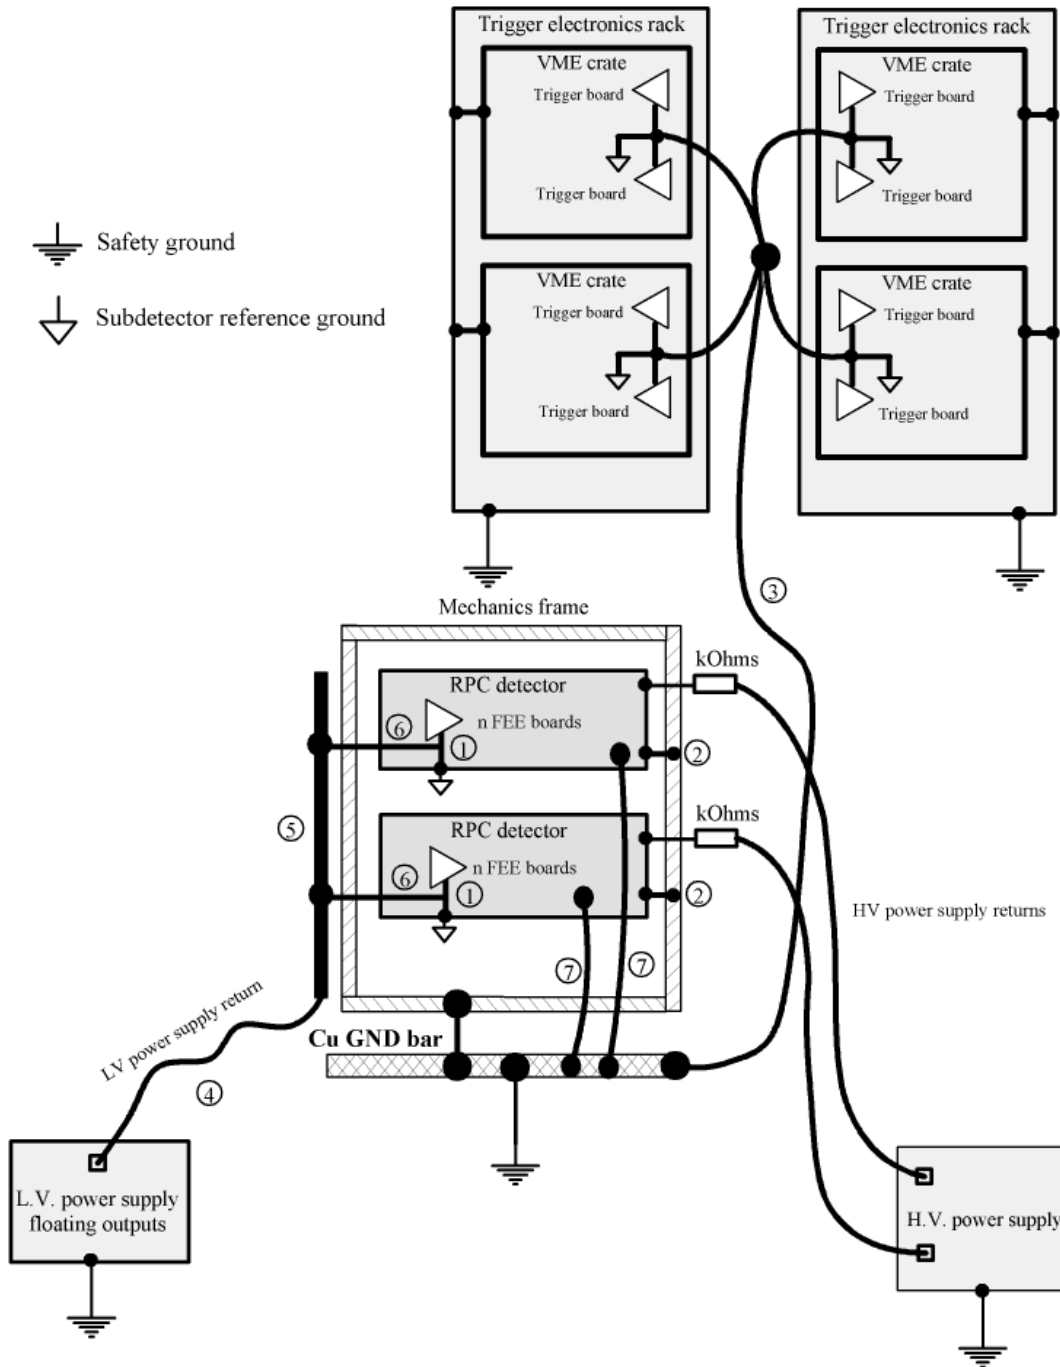 Trigger electronics rack
VME crate
Trigger board
Trigger board
VME crate
Trigger board
Trigger board
Trigger electronics rack
VME crate
Trigger board
Trigger board
VME crate
Trigger board
Trigger board
Safety ground
Subdetector reference ground
3
Mechanics frame
kOhms
RPC detector
n FEE boards
6
1
2
kOhms
RPC detector
n FEE boards
5
6
1
2
HV power supply returns
7
7
LV power supply return
Cu GND bar
4
L.V. power supply
floating outputs
H.V. power supply